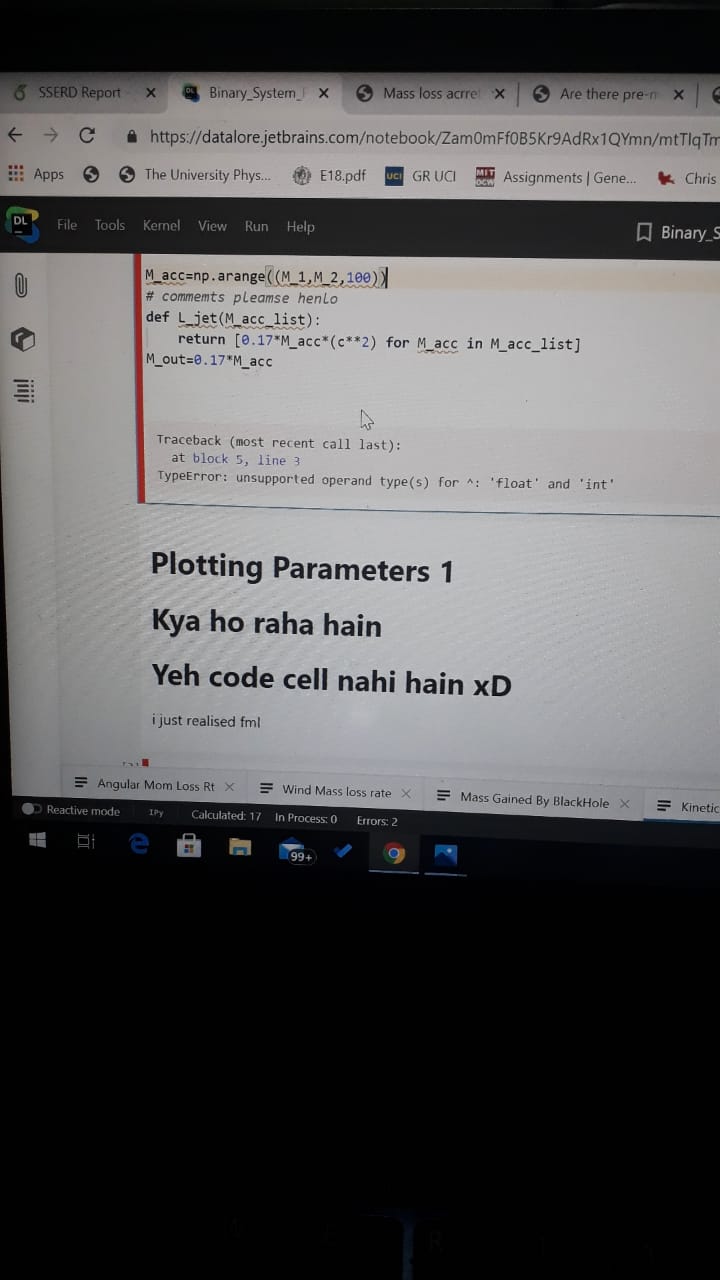 SSERD Report
Binary_System_
Mass loss acrre
Are there pre-m
https://datalore.jetbrains.com/notebook/Zam0mFf0B5Kr9AdRx1QYmn/mtTlqTm
Apps
The University Phys...
E18.pdf
UCI
GR UCI
MIT
OCW
Assignments | Gene...
Chris
DL
File Tools Kernel View Run Help
Binary_S
M_acc=np.arange((M_1,M_2,100))
# commemts pleamse henlo
def L_jet(M_acc_list):
    return [0.17*M_acc*(c**2) for M_acc in M_acc_list]
M_out=0.17*M_acc
Traceback (most recent call last):
  at block 5, line 3
TypeError: unsupported operand type(s) for ^: 'float' and 'int'
Plotting Parameters 1
Kya ho raha hain
Yeh code cell nahi hain xD
i just realised fml
Angular Mom Loss Rt
Wind Mass loss rate
Mass Gained By BlackHole
Kinetic
Reactive mode
IPy
Calculated: 17
In Process: 0
Errors: 2
99+